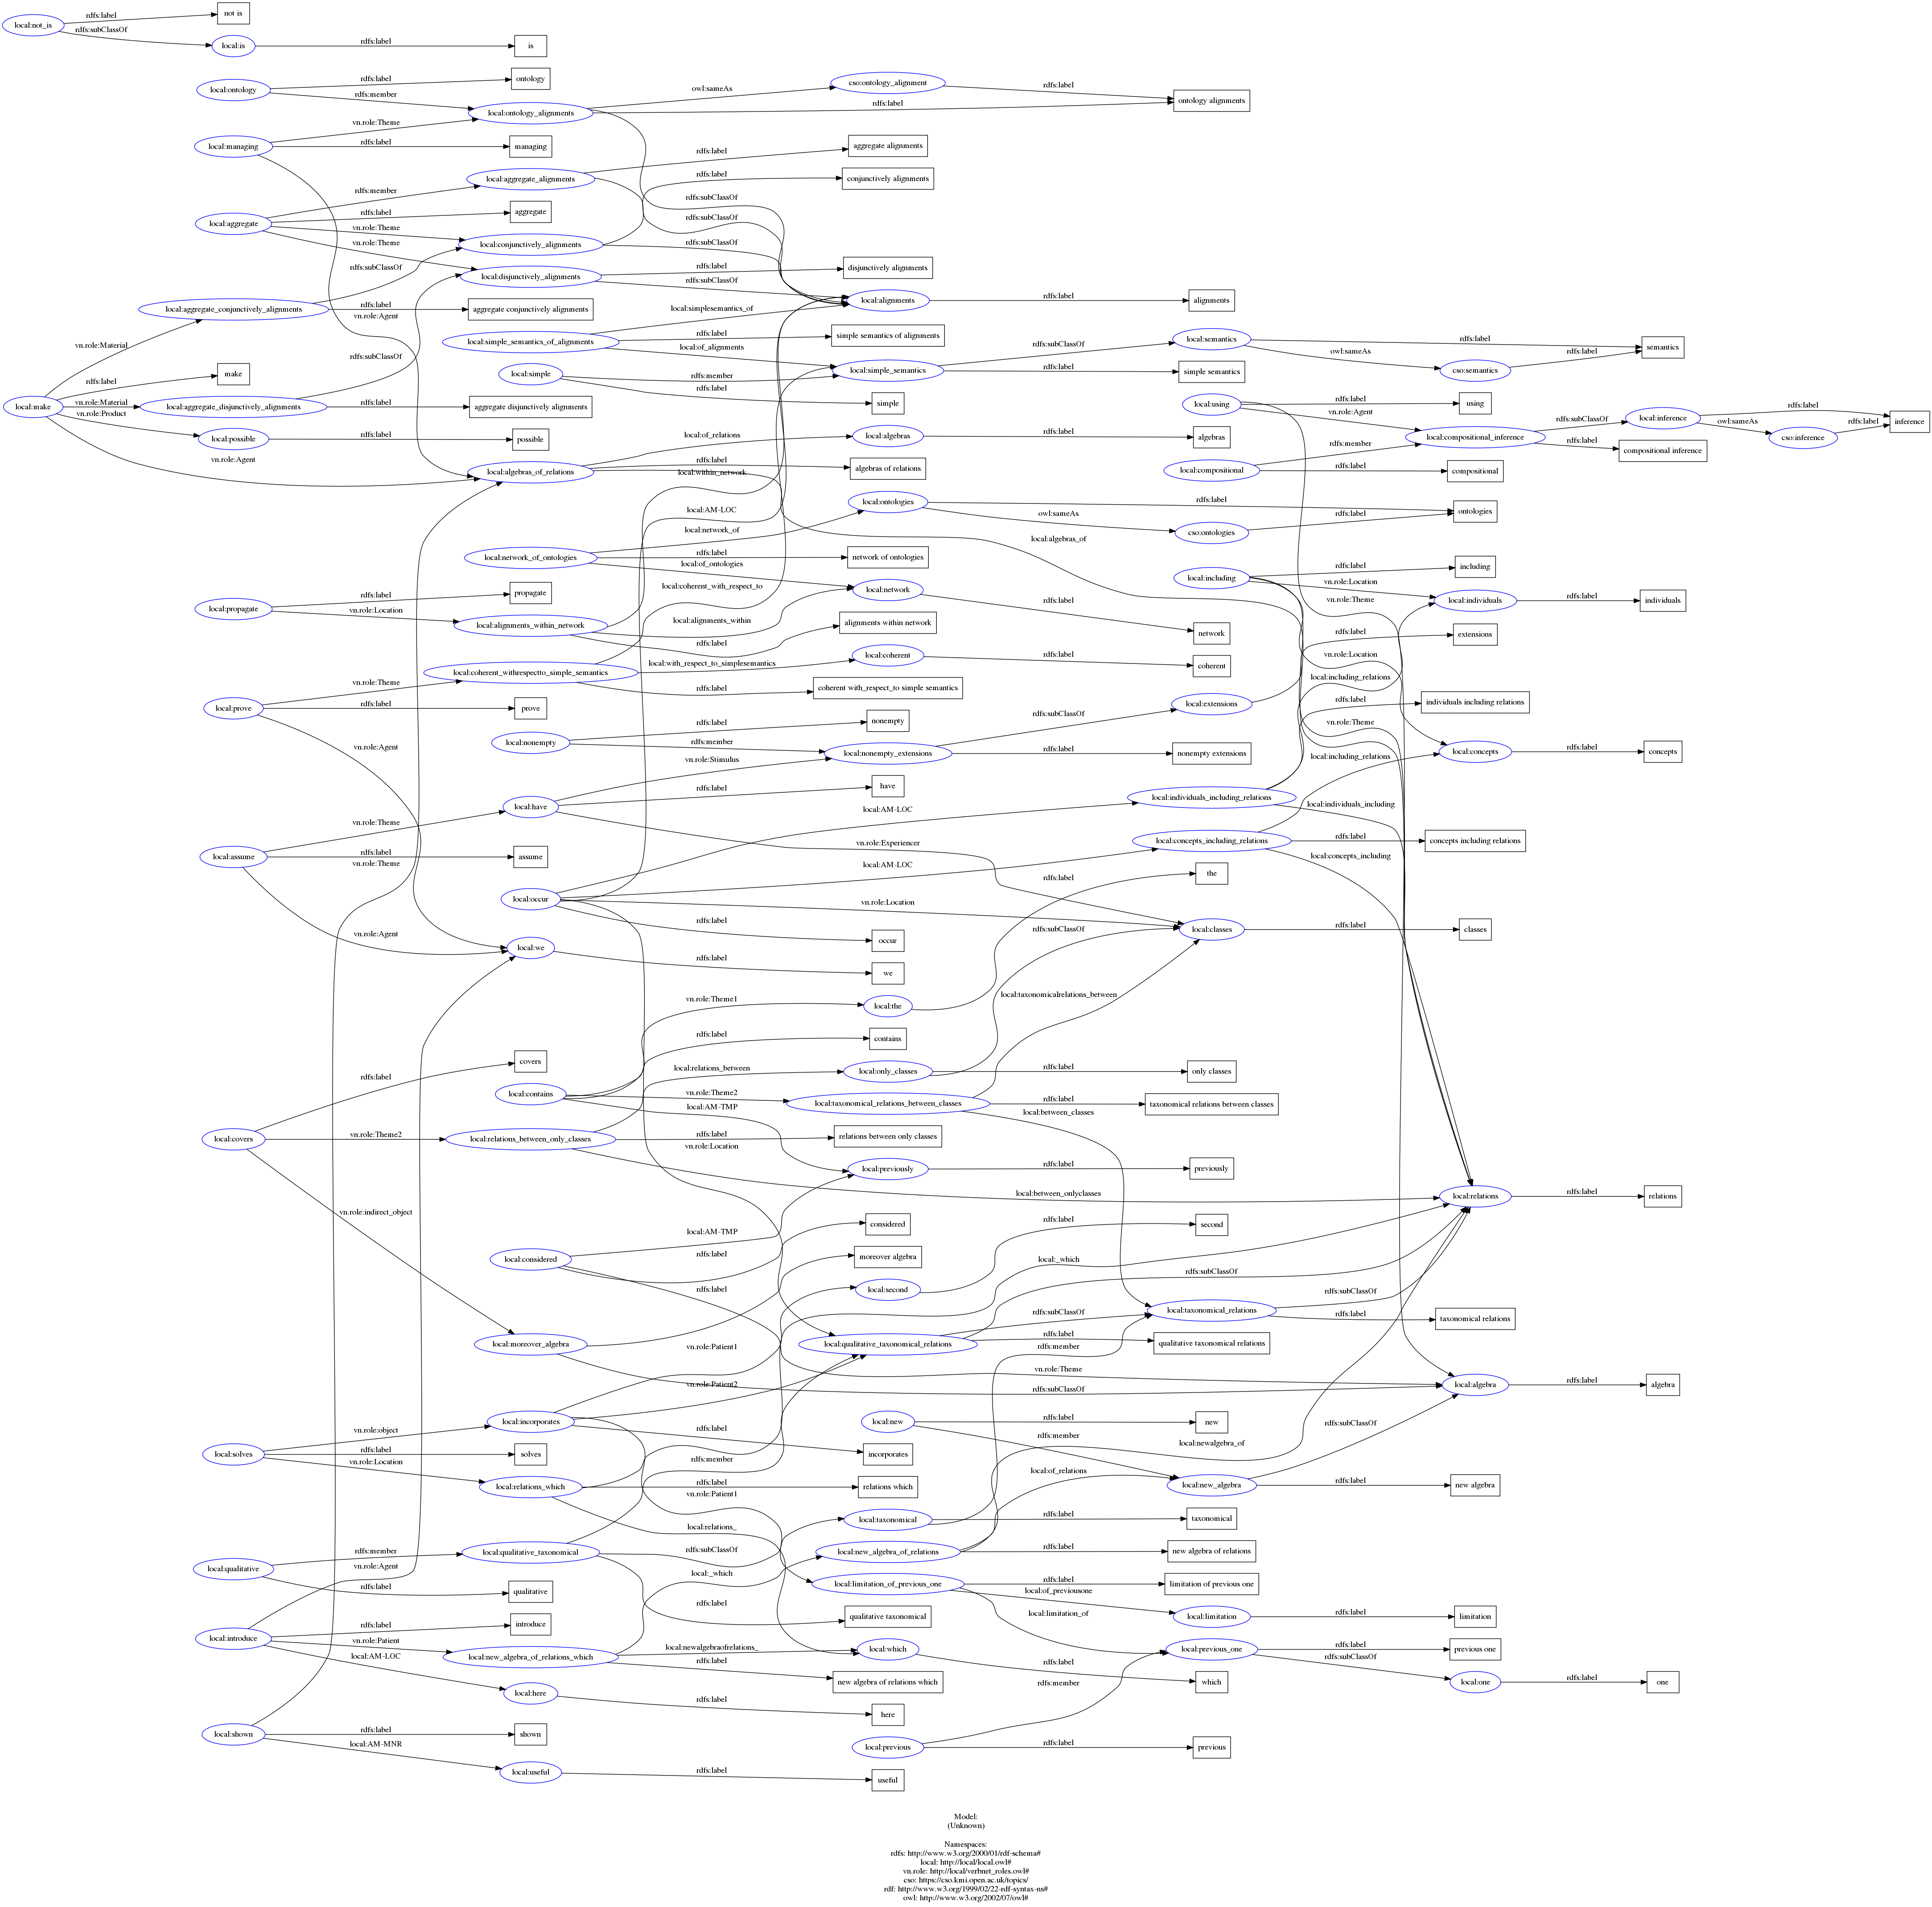 local:not_is
rdfs:label
not is
rdfs:subClassOf
local:is
rdfs:label
is
local:ontology
rdfs:label
ontology
rdfs:member
local:ontology_alignments
owl:sameAs
cso:ontology_alignment
rdfs:label
rdfs:label
ontology alignments
local:managing
vn.role:Theme
rdfs:label
managing
local:aggregate_alignments
rdfs:label
aggregate alignments
rdfs:label
conjunctively alignments
rdfs:member
local:aggregate
rdfs:label
aggregate
vn.role:Theme
vn.role:Theme
local:conjunctively_alignments
rdfs:subClassOf
rdfs:subClassOf
rdfs:subClassOf
rdfs:subClassOf
local:disjunctively_alignments
rdfs:label
disjunctively alignments
rdfs:subClassOf
local:aggregate_conjunctively_alignments
rdfs:label
aggregate conjunctively alignments
vn.role:Agent
local:alignments
rdfs:label
alignments
local:simplesemantics_of
local:simple_semantics_of_alignments
rdfs:label
simple semantics of alignments
local:of_alignments
vn.role:Material
rdfs:subClassOf
local:simple
rdfs:member
rdfs:label
simple
local:simple_semantics
rdfs:subClassOf
rdfs:label
simple semantics
local:semantics
rdfs:label
semantics
owl:sameAs
cso:semantics
rdfs:label
local:make
rdfs:label
make
vn.role:Material
local:aggregate_disjunctively_alignments
rdfs:label
aggregate disjunctively alignments
vn.role:Product
local:possible
rdfs:label
possible
vn.role:Agent
local:using
rdfs:label
using
vn.role:Agent
local:compositional_inference
rdfs:subClassOf
local:inference
rdfs:label
inference
owl:sameAs
cso:inference
rdfs:label
rdfs:label
compositional inference
local:compositional
rdfs:member
rdfs:label
compositional
local:algebras_of_relations
local:of_relations
local:algebras
rdfs:label
algebras
rdfs:label
algebras of relations
local:within_network
local:AM-LOC
local:ontologies
rdfs:label
ontologies
owl:sameAs
cso:ontologies
rdfs:label
local:network_of
local:network_of_ontologies
rdfs:label
network of ontologies
local:of_ontologies
local:algebras_of
local:coherent_with_respect_to
local:network
rdfs:label
network
local:including
rdfs:label
including
vn.role:Location
local:individuals
rdfs:label
individuals
vn.role:Theme
local:propagate
rdfs:label
propagate
vn.role:Location
local:alignments_within_network
local:alignments_within
rdfs:label
alignments within network
rdfs:label
extensions
vn.role:Location
local:coherent_withrespectto_simple_semantics
local:with_respect_to_simplesemantics
local:coherent
rdfs:label
coherent
rdfs:label
coherent with_respect_to simple semantics
local:including_relations
local:prove
vn.role:Theme
rdfs:label
prove
vn.role:Agent
local:nonempty
rdfs:label
nonempty
rdfs:member
local:nonempty_extensions
rdfs:subClassOf
local:extensions
rdfs:label
nonempty extensions
rdfs:label
individuals including relations
vn.role:Theme
local:concepts
rdfs:label
concepts
local:including_relations
local:have
vn.role:Stimulus
rdfs:label
have
vn.role:Experiencer
local:AM-LOC
local:individuals_including_relations
local:individuals_including
local:assume
vn.role:Theme
rdfs:label
assume
vn.role:Theme
vn.role:Agent
local:concepts_including_relations
rdfs:label
concepts including relations
local:concepts_including
local:AM-LOC
rdfs:label
the
local:occur
vn.role:Location
rdfs:label
occur
rdfs:subClassOf
local:classes
rdfs:label
classes
local:we
rdfs:label
we
local:taxonomicalrelations_between
vn.role:Theme1
local:the
rdfs:label
contains
local:covers
rdfs:label
covers
local:relations_between
local:only_classes
rdfs:label
only classes
local:contains
vn.role:Theme2
local:taxonomical_relations_between_classes
rdfs:label
taxonomical relations between classes
local:between_classes
local:AM-TMP
vn.role:Theme2
local:relations_between_only_classes
rdfs:label
relations between only classes
vn.role:Location
local:previously
rdfs:label
previously
local:between_onlyclasses
local:relations
rdfs:label
relations
vn.role:indirect_object
local:considered
local:AM-TMP
rdfs:label
considered
rdfs:label
moreover algebra
rdfs:label
second
local:_which
rdfs:subClassOf
local:second
local:taxonomical_relations
rdfs:subClassOf
rdfs:label
taxonomical relations
local:moreover_algebra
vn.role:Patient1
local:qualitative_taxonomical_relations
rdfs:subClassOf
rdfs:label
qualitative taxonomical relations
rdfs:member
vn.role:Theme
rdfs:subClassOf
local:algebra
rdfs:label
algebra
vn.role:Patient2
local:incorporates
rdfs:label
incorporates
local:new
rdfs:label
new
rdfs:member
rdfs:subClassOf
local:newalgebra_of
local:solves
vn.role:object
rdfs:label
solves
vn.role:Location
local:relations_which
rdfs:member
rdfs:label
relations which
vn.role:Patient1
local:of_relations
local:new_algebra
rdfs:label
new algebra
local:relations_
local:taxonomical
rdfs:label
taxonomical
local:qualitative
rdfs:member
vn.role:Agent
rdfs:label
qualitative
local:qualitative_taxonomical
rdfs:subClassOf
local:new_algebra_of_relations
rdfs:label
new algebra of relations
local:_which
local:limitation_of_previous_one
rdfs:label
limitation of previous one
local:of_previousone
rdfs:label
qualitative taxonomical
local:limitation_of
local:limitation
rdfs:label
limitation
local:introduce
rdfs:label
introduce
vn.role:Patient
local:AM-LOC
local:new_algebra_of_relations_which
local:newalgebraofrelations_
local:which
rdfs:label
new algebra of relations which
rdfs:label
which
local:previous_one
rdfs:label
previous one
rdfs:subClassOf
local:one
rdfs:label
one
rdfs:member
local:here
rdfs:label
here
local:shown
rdfs:label
shown
local:AM-MNR
local:useful
rdfs:label
useful
local:previous
rdfs:label
previous
Model:
(Unknown)
Namespaces:
rdfs: http://www.w3.org/2000/01/rdf-schema#
local: http://local/local.owl#
vn.role: http://local/verbnet_roles.owl#
cso: https://cso.kmi.open.ac.uk/topics/
rdf: http://www.w3.org/1999/02/22-rdf-syntax-ns#
owl: http://www.w3.org/2002/07/owl#